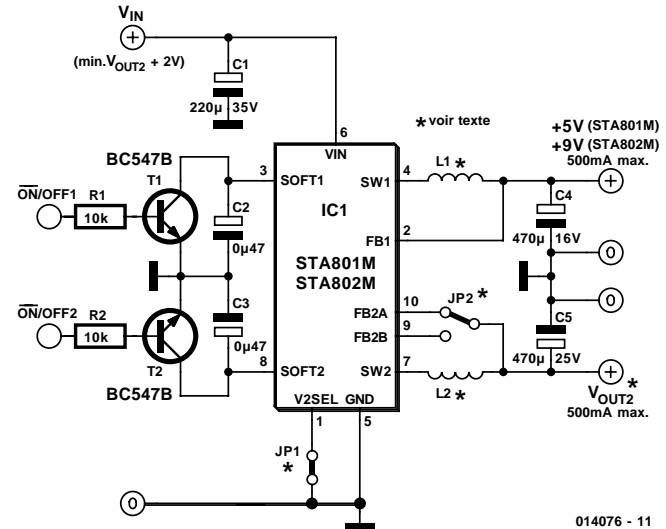 VIN
(min.VOUT2 + 2V)
C1
220µ 35V
* voir texte
+5V (STA801M)
+9V (STA802M)
500mA max.
BC547B
6
VIN
3
SOFT1
4
SW1
L1 *
T1
ON/OFF1
R1
10k
C2
0µ47
IC1
C4
470µ 16V
2
FB1
0
STA801M
STA802M
0
ON/OFF2
R2
10k
C3
0µ47
10
FB2A
JP2 *
9
FB2B
C5
470µ 25V
T2
8
SOFT2
7
SW2
BC547B
L2 *
VOUT2 *
500mA max.
V2SEL GND
1
5
JP1
*
0
014076 - 11